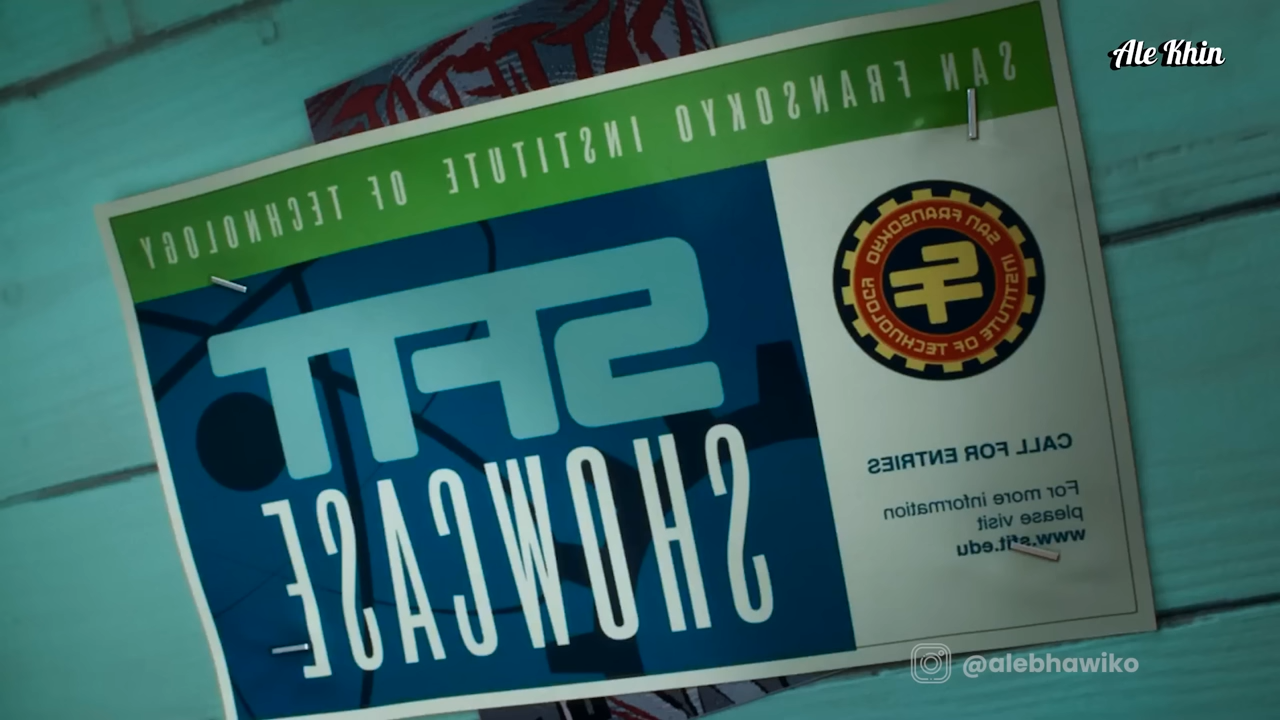 Ale Khin
SAN FRANSOKYO INSTITUTE OF TECHNOLOGY
SFIT
SHOWCASE
SAN FRANSOKYO
INSTITUTE OF TECHNOLOGY
SF
CALL FOR ENTRIES
For more information
please visit
www.sfit.edu
@alebhawiko